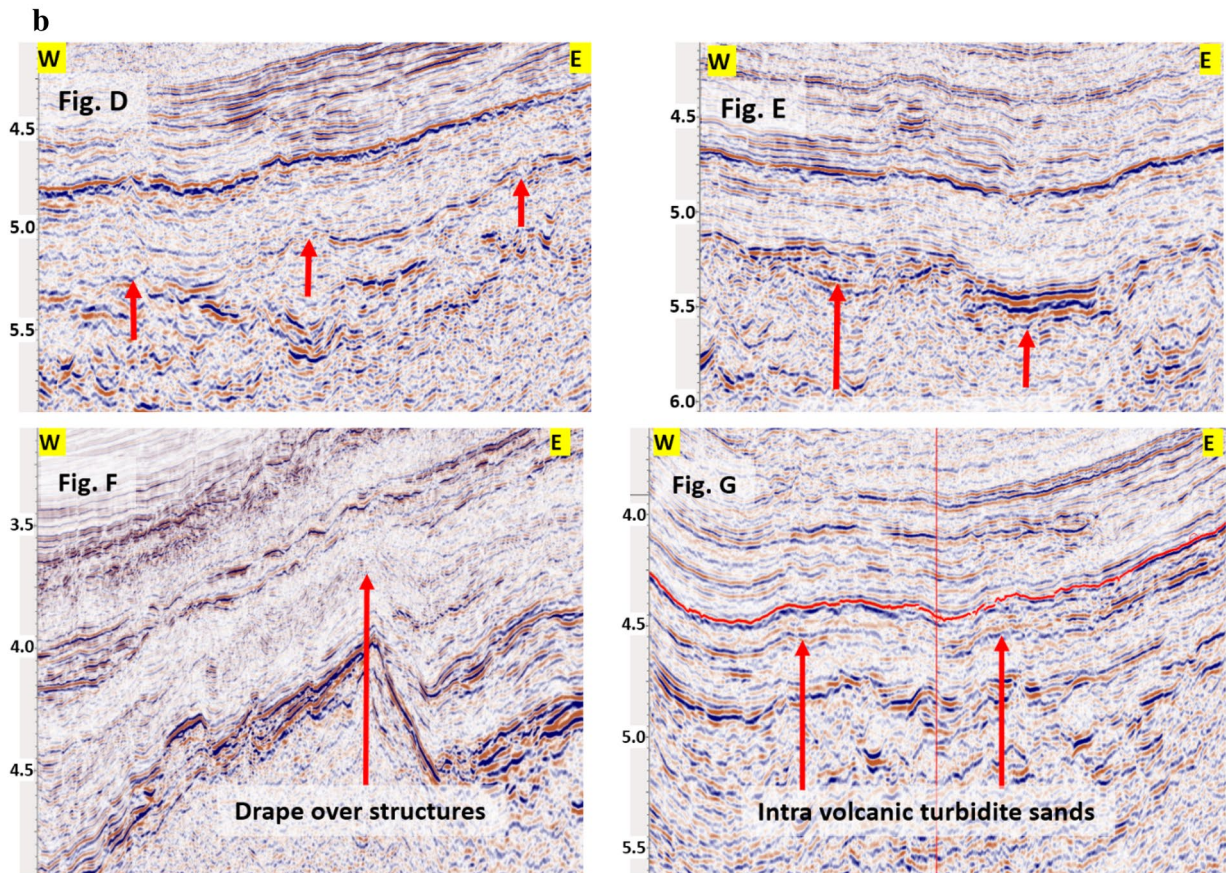 b
W
E
Fig. D
4.5
5.0
5.5
W
E
Fig. E
4.5
5.0
5.5
6.0
W
E
Fig. F
3.5
4.0
4.5
Drape over structures
W
E
Fig. G
4.0
4.5
5.0
5.5
Intra volcanic turbidite sands